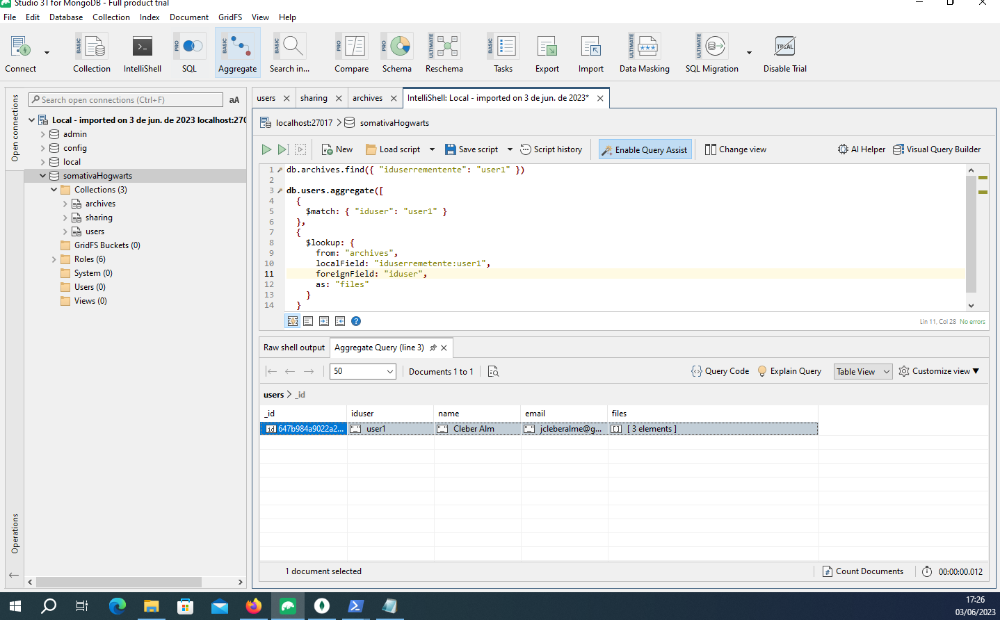 Studio 3T for MongoDB - Full product trial
File Edit Database Collection Index Document GridFS View Help
BASIC PRO BASIC BASIC PRO PRO ULTIMATE BASIC ULTIMATE ULTIMATE TRIAL
Connect Collection IntelliShell SQL Aggregate Search in... Compare Schema Reschema Tasks Export Import Data Masking SQL Migration Disable Trial
Open connections
Search open connections (Ctrl+F) aA
Local - imported on 3 de jun. de 2023 localhost:270
admin
config
local
somativaHogwarts
Collections (3)
archives
sharing
users
GridFS Buckets (0)
Roles (6)
System (0)
Users (0)
Views (0)
Operations
users sharing archives IntelliShell: Local - imported on 3 de jun. de 2023*
localhost:27017 somativaHogwarts
New Load script Save script Script history Enable Query Assist Change view AI Helper Visual Query Builder
1 db.archives.find({ "iduserrementente": "user1" })
2
3 db.users.aggregate([
4 {
5 $match: { "iduser": "user1" }
6 },
7 {
8 $lookup: {
9 from: "archives",
10 localField: "iduserremetente:user1",
11 foreignField: "iduser",
12 as: "files"
13 }
14 }
Lin 11, Col 28 No errors
Raw shell output Aggregate Query (line 3)
50 Documents 1 to 1 Query Code Explain Query Table View Customize view
users > _id
_id iduser name email files
id 647b984a9022a2... user1 Cleber Alm jcleberalme@g... [ 3 elements ]
1 document selected # Count Documents 00:00:00.012
17:26
03/06/2023